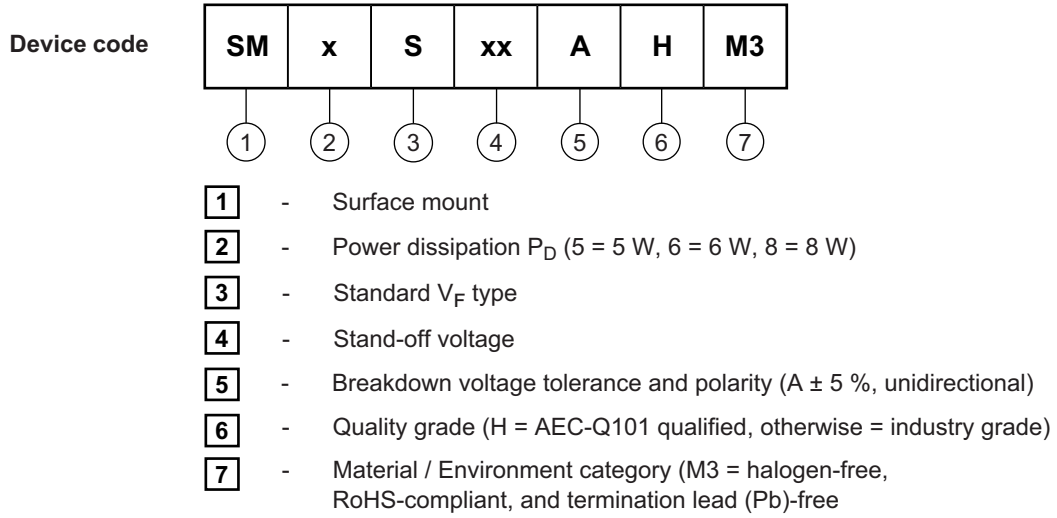 Device code
SM x S xx A H M3
1 2 3 4 5 6 7
1 - Surface mount
2 - Power dissipation PD (5 = 5 W, 6 = 6 W, 8 = 8 W)
3 - Standard VF type
4 - Stand-off voltage
5 - Breakdown voltage tolerance and polarity (A ± 5 %, unidirectional)
6 - Quality grade (H = AEC-Q101 qualified, otherwise = industry grade)
7 - Material / Environment category (M3 = halogen-free,
RoHS-compliant, and termination lead (Pb)-free